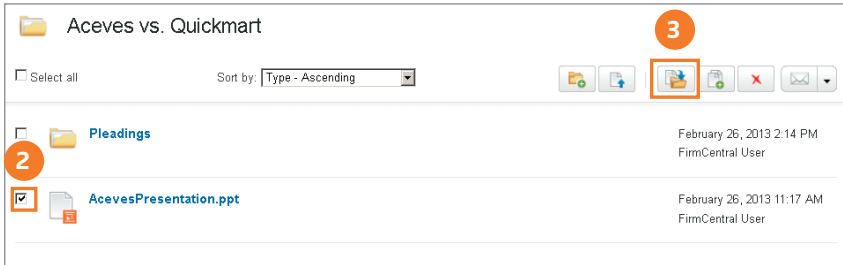 Aceves vs. Quickmart
3
Select all Sort by: Type - Ascending
Pleadings February 26, 2013 2:14 PM
FirmCentral User
2
AcevesPresentation.ppt February 26, 2013 11:17 AM
FirmCentral User